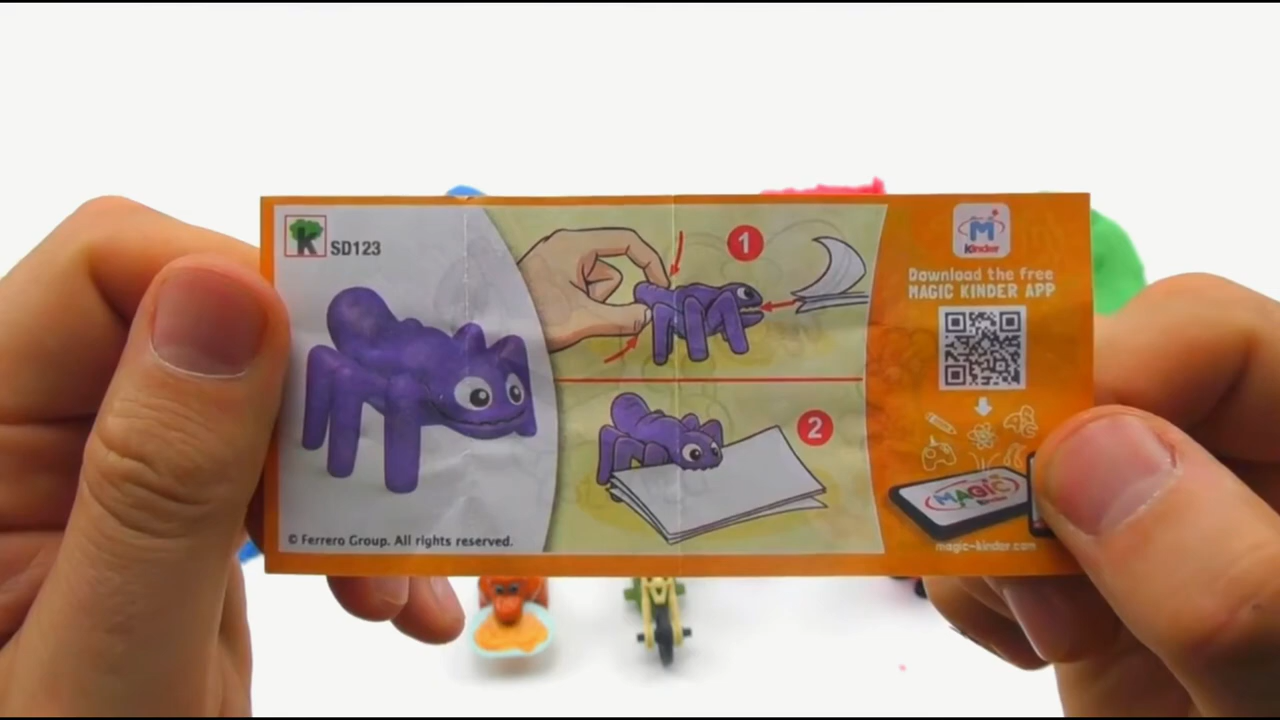 K SD123
1
2
© Ferrero Group. All rights reserved.
M
Kinder
Download the free
MAGIC KINDER APP
MAGIC
Kinder
magic-kinder.com